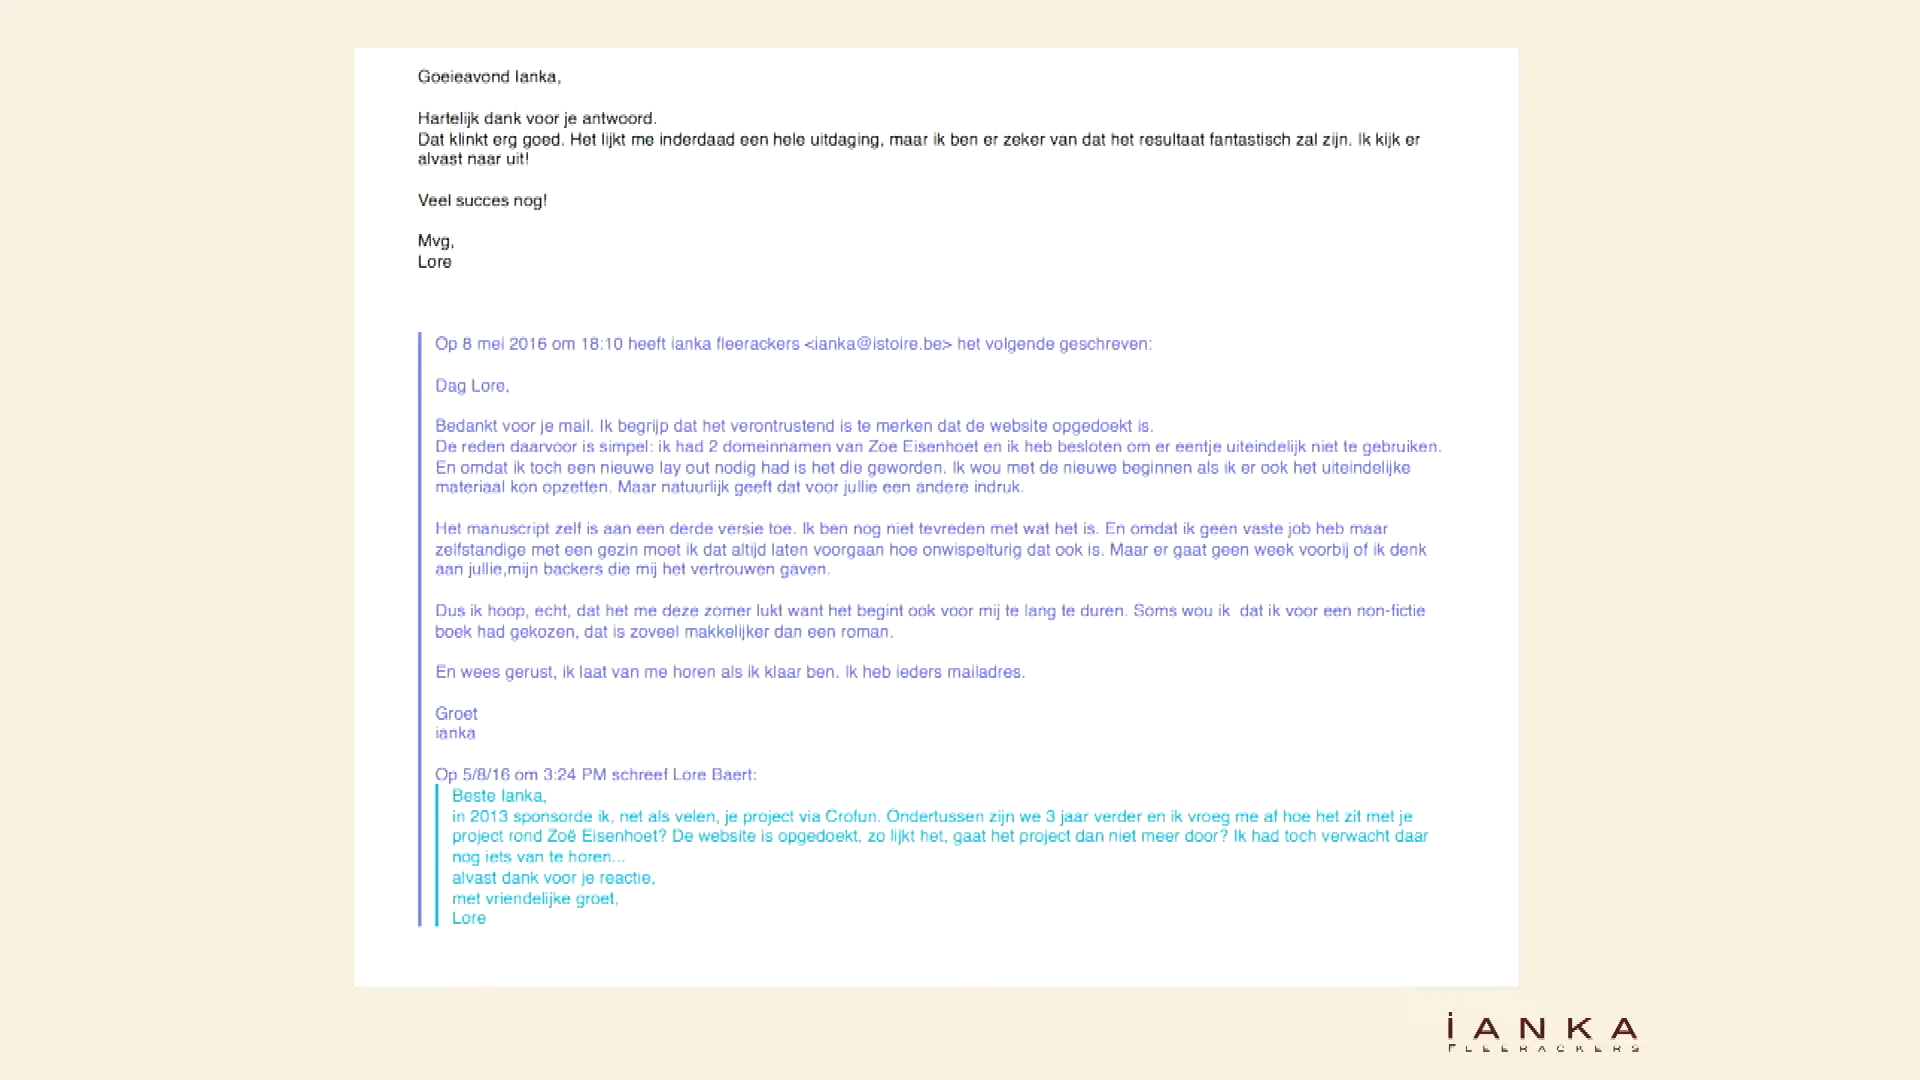 Goeieavond Ianka,
Hartelijk dank voor je antwoord.
Dat klinkt erg goed. Het lijkt me inderdaad een hele uitdaging, maar ik ben er zeker van dat het resultaat fantastisch zal zijn. Ik kijk er
alvast naar uit!
Veel succes nog!
Mvg,
Lore
Op 8 mei 2016 om 18:10 heeft ianka fleerackers <ianka@istoire.be> het volgende geschreven:
Dag Lore,
Bedankt voor je mail. Ik begrijp dat het verontrustend is te merken dat de website opgedoekt is.
De reden daarvoor is simpel: ik had 2 domeinnamen van Zoe Eisenhoet en ik heb besloten om er eentje uiteindelijk niet te gebruiken.
En omdat ik toch een nieuwe lay out nodig had is het die geworden. Ik wou met de nieuwe beginnen als ik er ook het uiteindelijke
materiaal kon opzetten. Maar natuurlijk geeft dat voor jullie een andere indruk.
Het manuscript zelf is aan een derde versie toe. Ik ben nog niet tevreden met wat het is. En omdat ik geen vaste job heb maar
zelfstandige met een gezin moet ik dat altijd laten voorgaan hoe onwispelturig dat ook is. Maar er gaat geen week voorbij of ik denk
aan jullie,mijn backers die mij het vertrouwen gaven.
Dus ik hoop, echt, dat het me deze zomer lukt want het begint ook voor mij te lang te duren. Soms wou ik  dat ik voor een non-fictie
boek had gekozen, dat is zoveel makkelijker dan een roman.
En wees gerust, ik laat van me horen als ik klaar ben. Ik heb ieders mailadres.
Groet
ianka
Op 5/8/16 om 3:24 PM schreef Lore Baert:
Beste Ianka,
in 2013 sponsorde ik, net als velen, je project via Crofun. Ondertussen zijn we 3 jaar verder en ik vroeg me af hoe het zit met je
project rond Zoë Eisenhoet? De website is opgedoekt, zo lijkt het, gaat het project dan niet meer door? Ik had toch verwacht daar
nog iets van te horen...
alvast dank voor je reactie,
met vriendelijke groet,
Lore
iANKA
FLEERACKERS